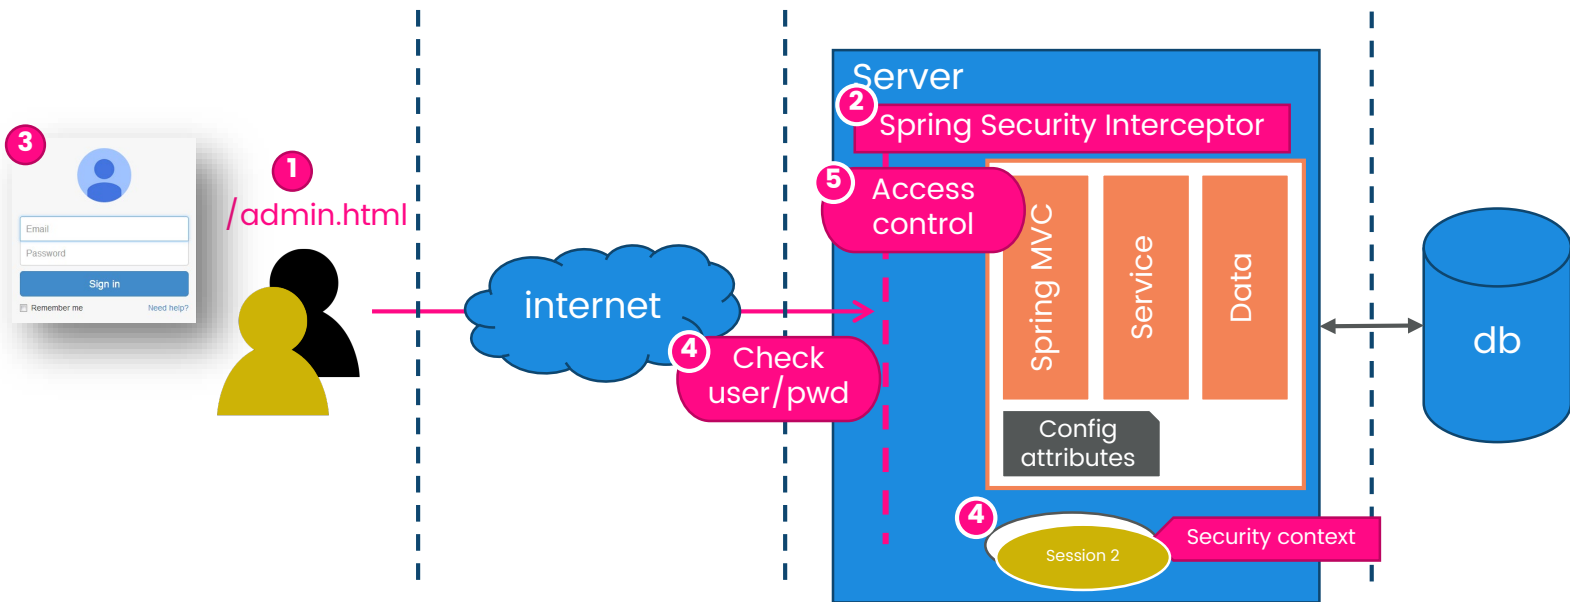 3
Email
Password
Sign in
Remember me
Need help?
1
/admin.html
internet
4
Check
user/pwd
Server
2
Spring Security Interceptor
5
Access
control
Spring MVC
Service
Data
Config
attributes
4
Session 2
Security context
db